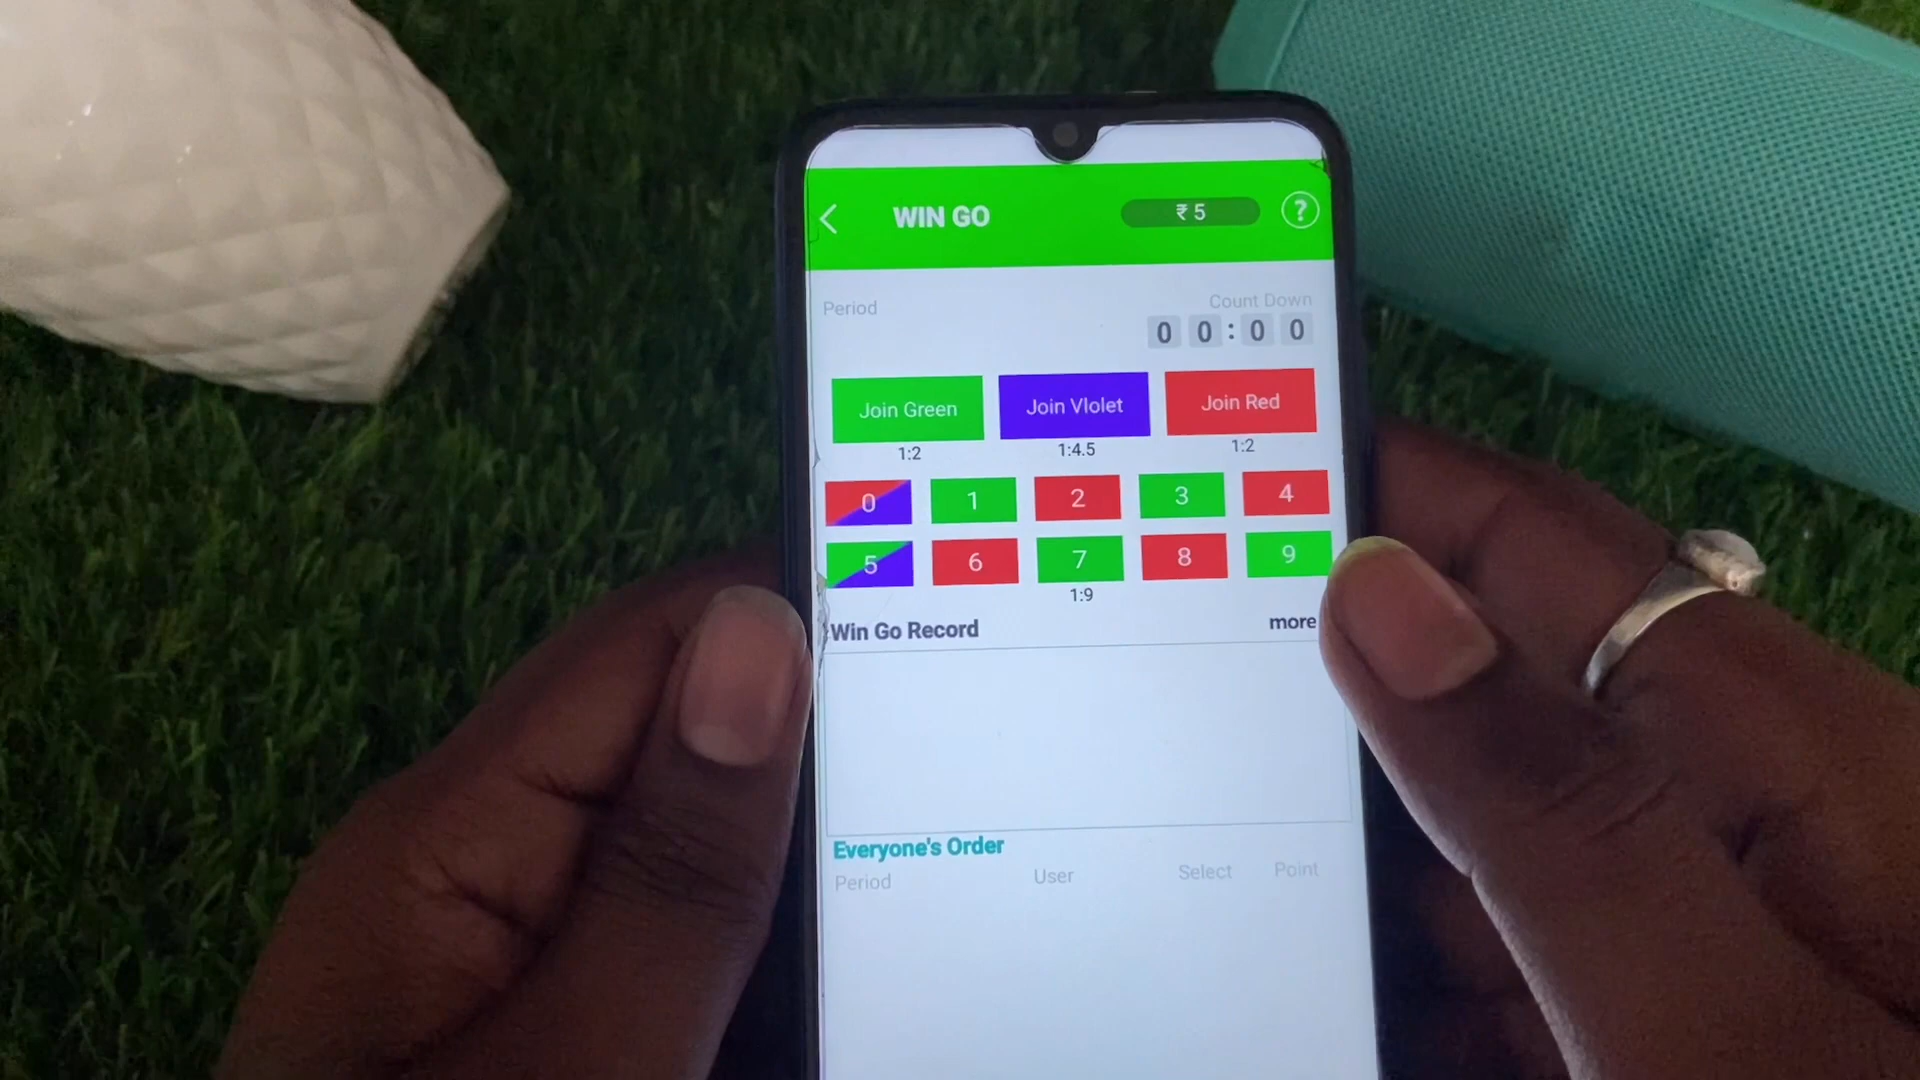 WIN GO
₹ 5
?
Period
Count Down
0 0 : 0 0
Join Green
Join VIolet
Join Red
1:2
1:4.5
1:2
0 1 2 3 4
5 6 7 8 9
1:9
Win Go Record
more
Everyone's Order
Period User Select Point